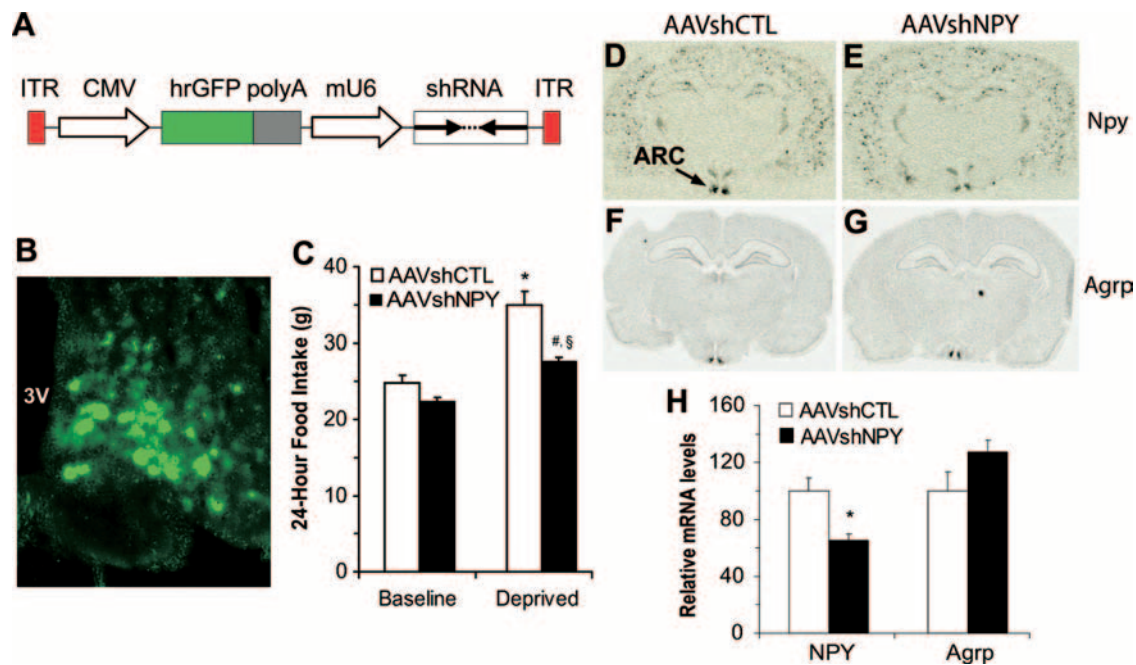 A
ITR CMV hrGFP polyA mU6 shRNA ITR
B
3V
C
24-Hour Food Intake (g)
40
30
20
10
0
AAVshCTL
AAVshNPY
*
#, §
Baseline Deprived
AAVshCTL AAVshNPY
D
E
Npy
ARC
F
G
Agrp
H
Relative mRNA levels
160
120
80
40
0
AAVshCTL
AAVshNPY
*
NPY Agrp